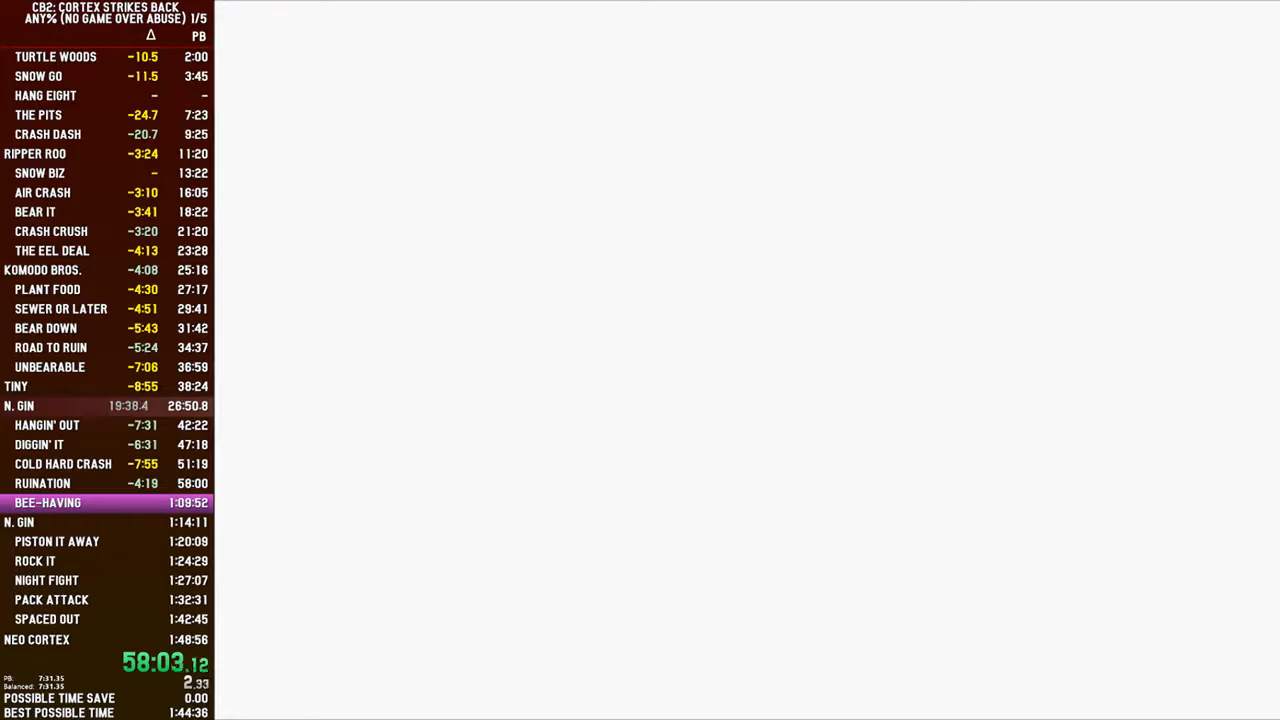 CB2: CORTEX STRIKES BACK
ANY% (NO GAME OVER ABUSE) 1/5
Δ PB
TURTLE WOODS -10.5 2:00
SNOW GO -11.5 3:45
HANG EIGHT - -
THE PITS -24.7 7:23
CRASH DASH -20.7 9:25
RIPPER ROO -3:24 11:20
SNOW BIZ - 13:22
AIR CRASH -3:10 16:05
BEAR IT -3:41 18:22
CRASH CRUSH -3:20 21:20
THE EEL DEAL -4:13 23:28
KOMODO BROS. -4:08 25:16
PLANT FOOD -4:30 27:17
SEWER OR LATER -4:51 29:41
BEAR DOWN -5:43 31:42
ROAD TO RUIN -5:24 34:37
UNBEARABLE -7:06 36:59
TINY -8:55 38:24
N. GIN 19:38.4 26:50.8
HANGIN' OUT -7:31 42:22
DIGGIN' IT -6:31 47:18
COLD HARD CRASH -7:55 51:19
RUINATION -4:19 58:00
BEE-HAVING 1:09:52
N. GIN 1:14:11
PISTON IT AWAY 1:20:09
ROCK IT 1:24:29
NIGHT FIGHT 1:27:07
PACK ATTACK 1:32:31
SPACED OUT 1:42:45
NEO CORTEX 1:48:56
58:03.12
PB: 7:31.35 2.33
Balanced: 7:31.35
POSSIBLE TIME SAVE 0.00
BEST POSSIBLE TIME 1:44:36